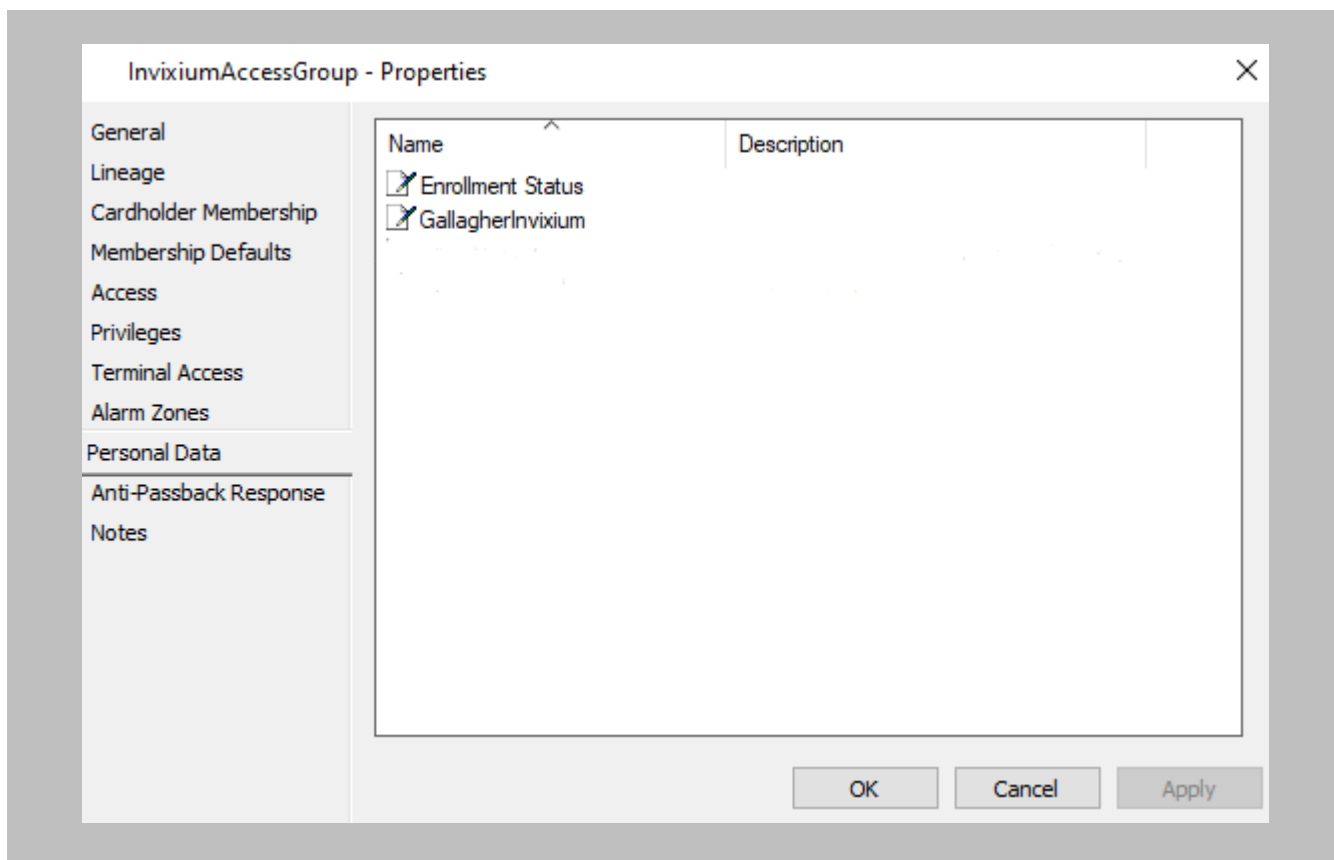 InvixiumAccessGroup - Properties
General
Lineage
Cardholder Membership
Membership Defaults
Access
Privileges
Terminal Access
Alarm Zones
Personal Data
Anti-Passback Response
Notes
Name Description
Enrollment Status
GallagherInvixium
OK Cancel Apply